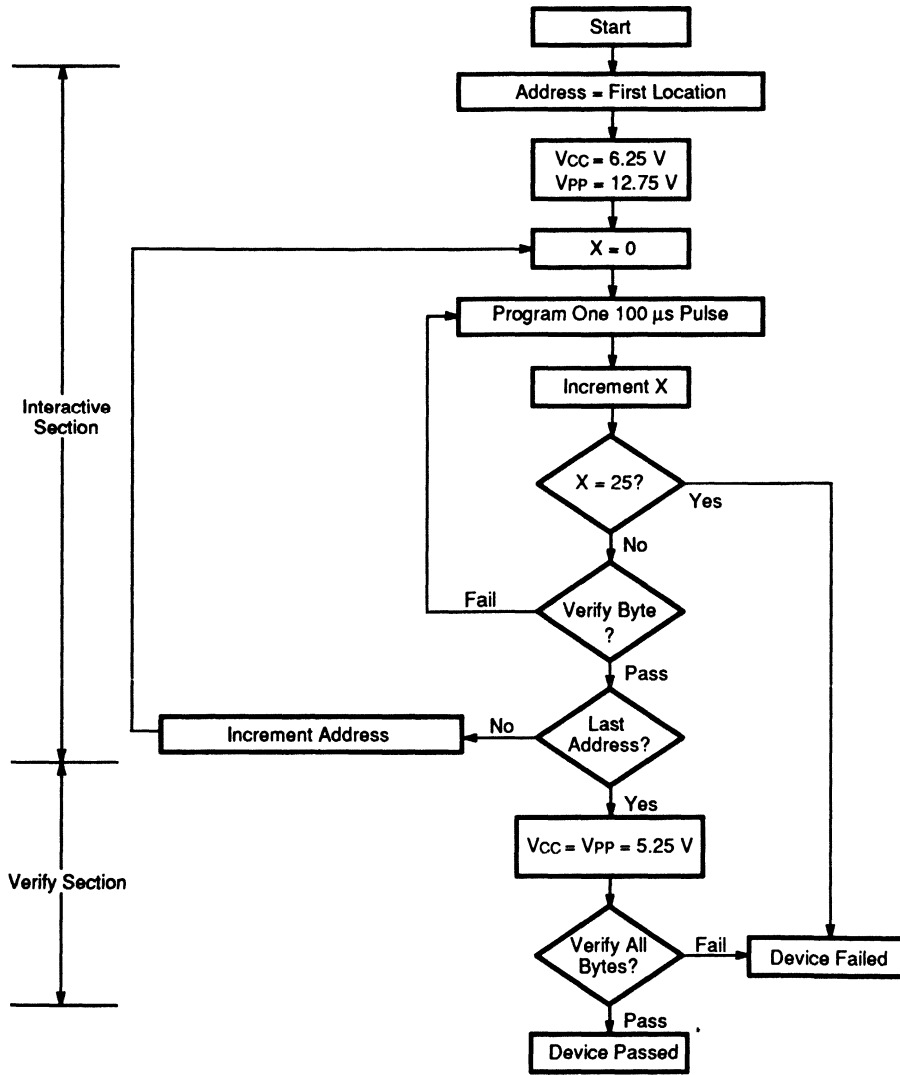 Start
Address = First Location
VCC = 6.25 V
VPP = 12.75 V
X = 0
Program One 100 µs Pulse
Increment X
Interactive
Section
X = 25?
Yes
No
Fail
Verify Byte
?
Pass
Increment Address
No
Last
Address?
Yes
VCC = VPP = 5.25 V
Verify Section
Verify All
Bytes?
Fail
Device Failed
Pass
Device Passed